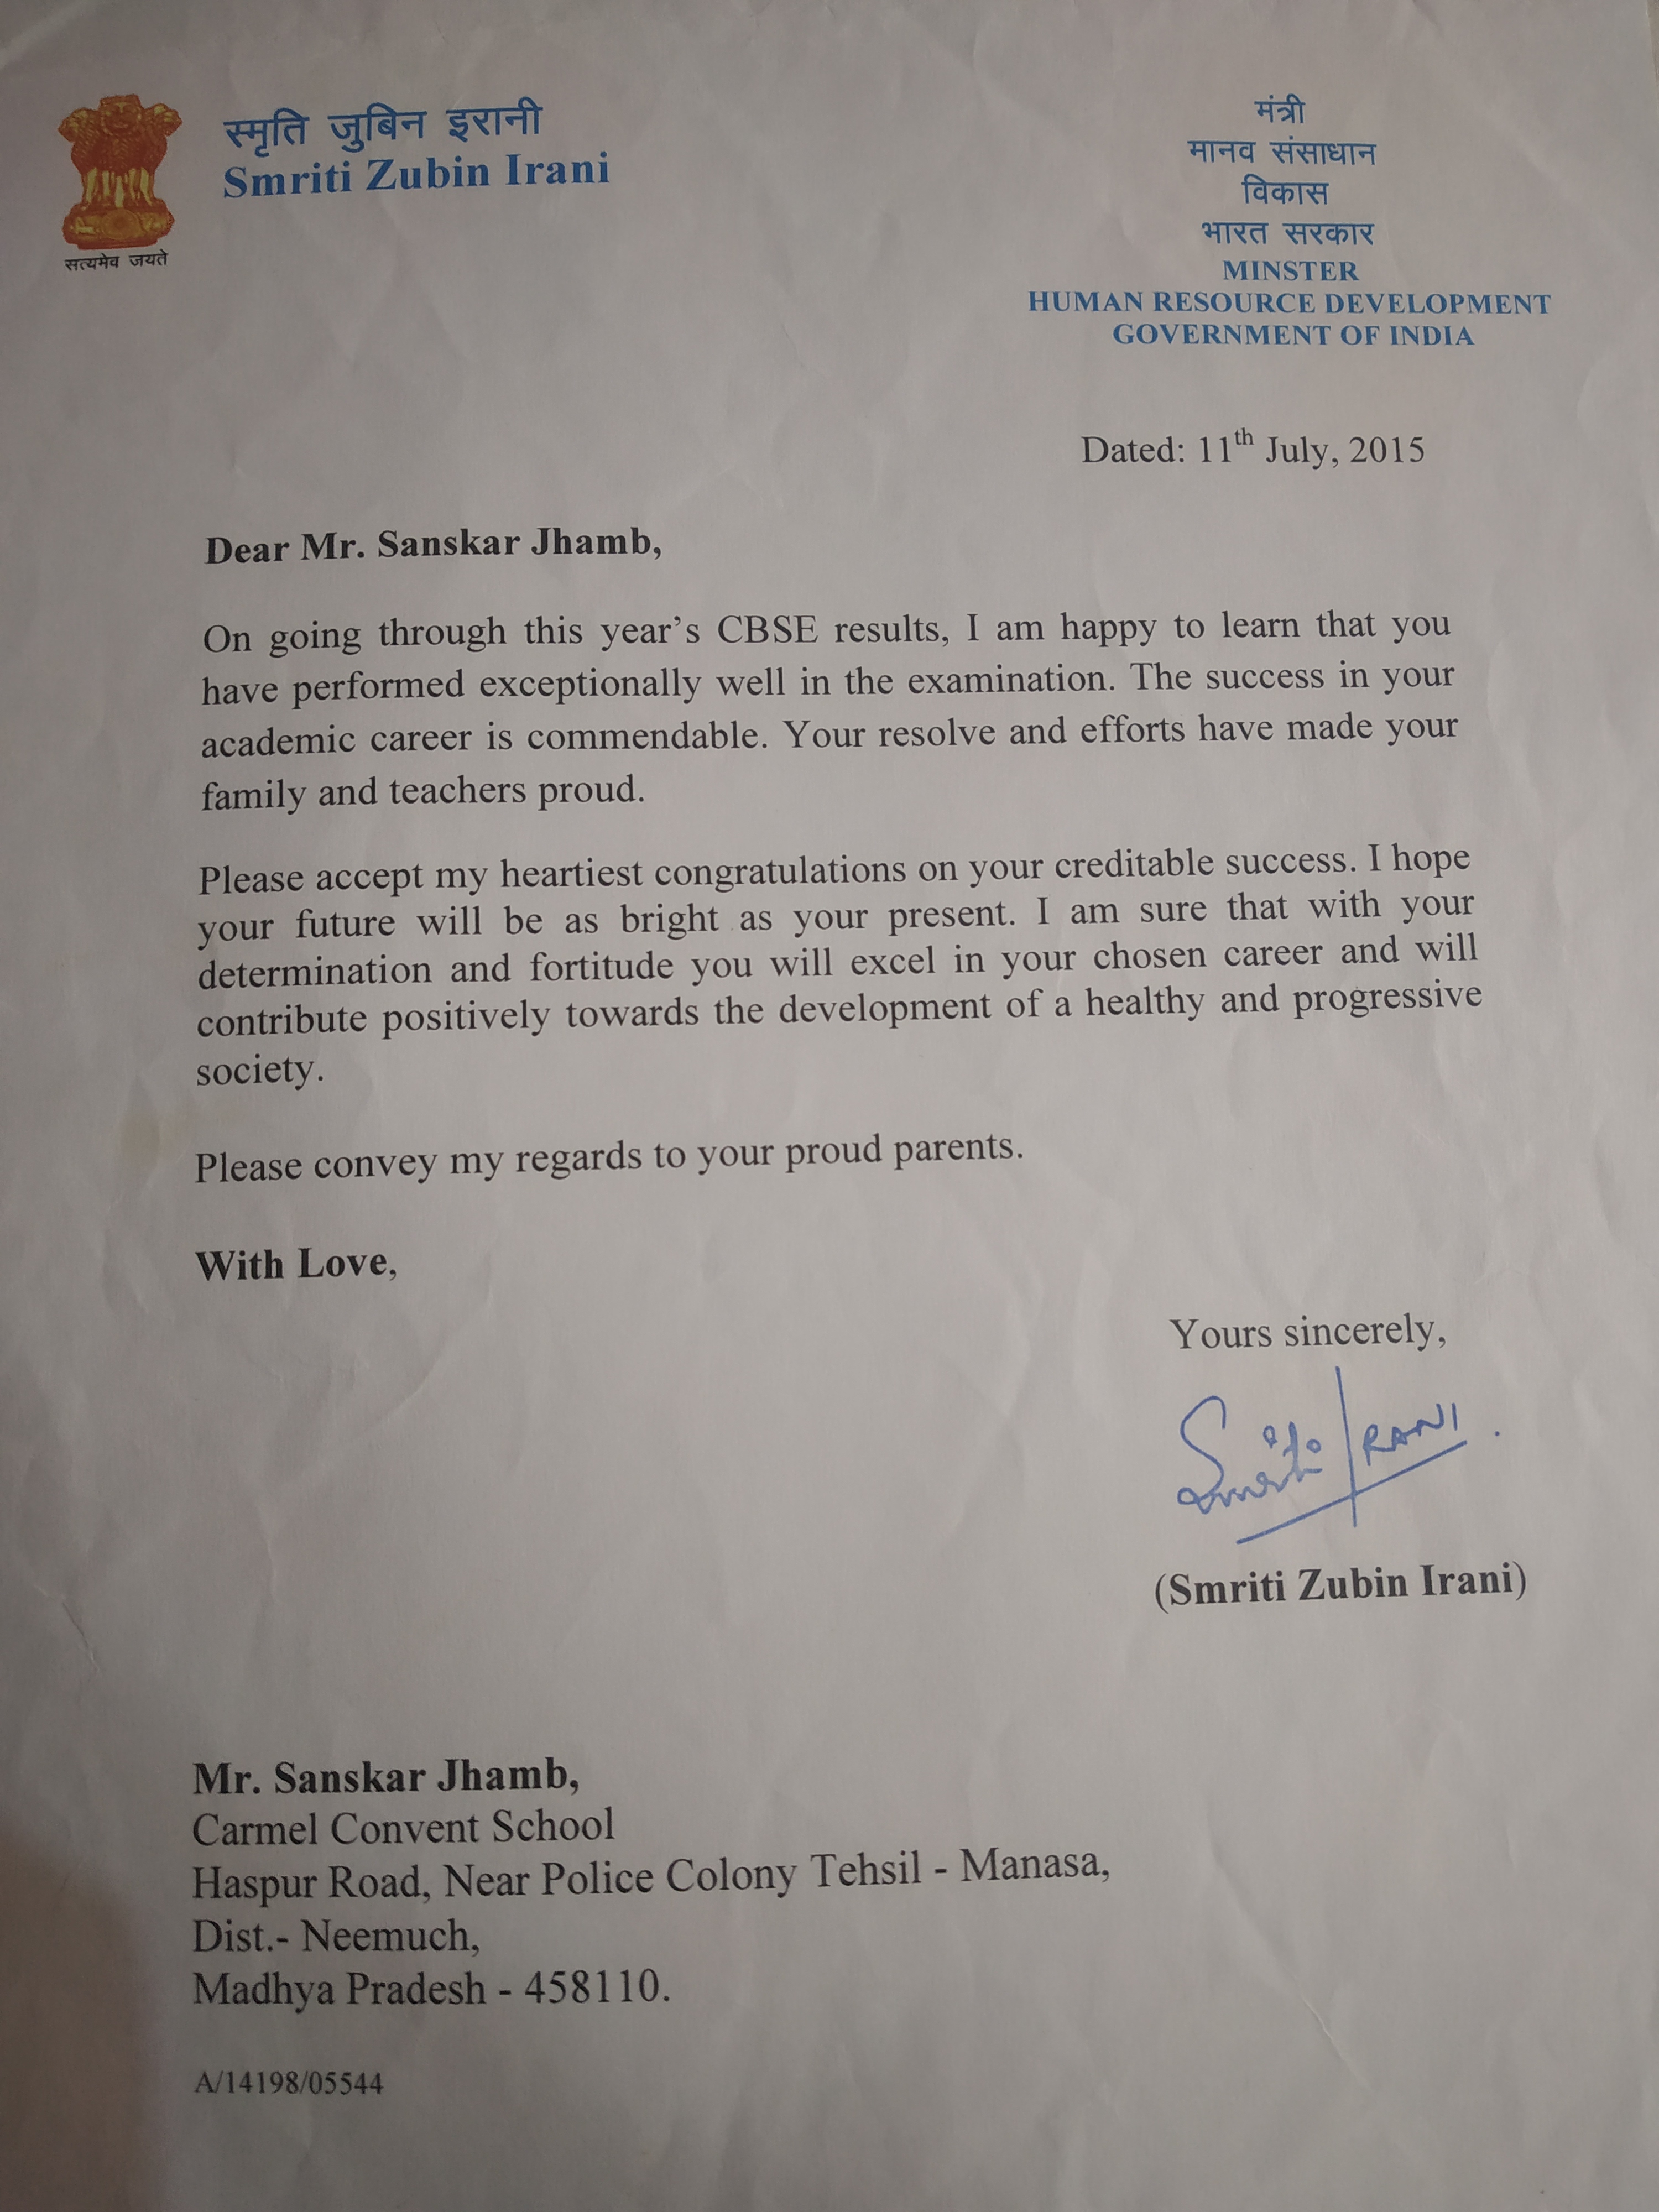 स्मृति जुबिन इरानी
Smriti Zubin Irani
सत्यमेव जयते
मंत्री
मानव संसाधान
विकास
भारत सरकार
MINSTER
HUMAN RESOURCE DEVELOPMENT
GOVERNMENT OF INDIA
Dated: 11th July, 2015
Dear Mr. Sanskar Jhamb,
On going through this year’s CBSE results, I am happy to learn that you
have performed exceptionally well in the examination. The success in your
academic career is commendable. Your resolve and efforts have made your
family and teachers proud.
Please accept my heartiest congratulations on your creditable success. I hope
your future will be as bright as your present. I am sure that with your
determination and fortitude you will excel in your chosen career and will
contribute positively towards the development of a healthy and progressive
society.
Please convey my regards to your proud parents.
With Love,
Yours sincerely,
Smriti IRANI.
(Smriti Zubin Irani)
Mr. Sanskar Jhamb,
Carmel Convent School
Haspur Road, Near Police Colony Tehsil - Manasa,
Dist.- Neemuch,
Madhya Pradesh - 458110.
A/14198/05544